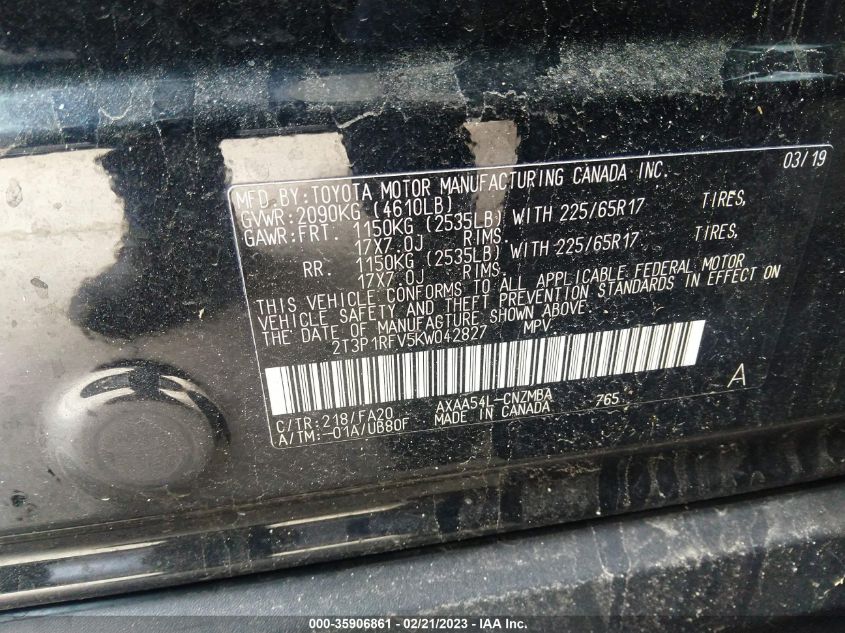 03/19
MFD. BY:TOYOTA MOTOR MANUFACTURING CANADA INC.
GVWR:2090KG (4610LB)
GAWR:FRT. 1150KG (2535LB) WITH 225/65R17 TIRES,
17X7.0J RIMS.
RR. 1150KG (2535LB) WITH 225/65R17 TIRES,
17X7.0J RIMS.
THIS VEHICLE CONFORMS TO ALL APPLICABLE FEDERAL MOTOR
VEHICLE SAFETY AND THEFT PREVENTION STANDARDS IN EFFECT ON
THE DATE OF MANUFACTURE SHOWN ABOVE.
2T3P1RFV5KW042827 MPV
A
C/TR:218/FA20 AXAA54L-CNZMBA 765
A/TM:-01A/UB80F MADE IN CANADA
000-35906861 - 02/21/2023 - IAA Inc.